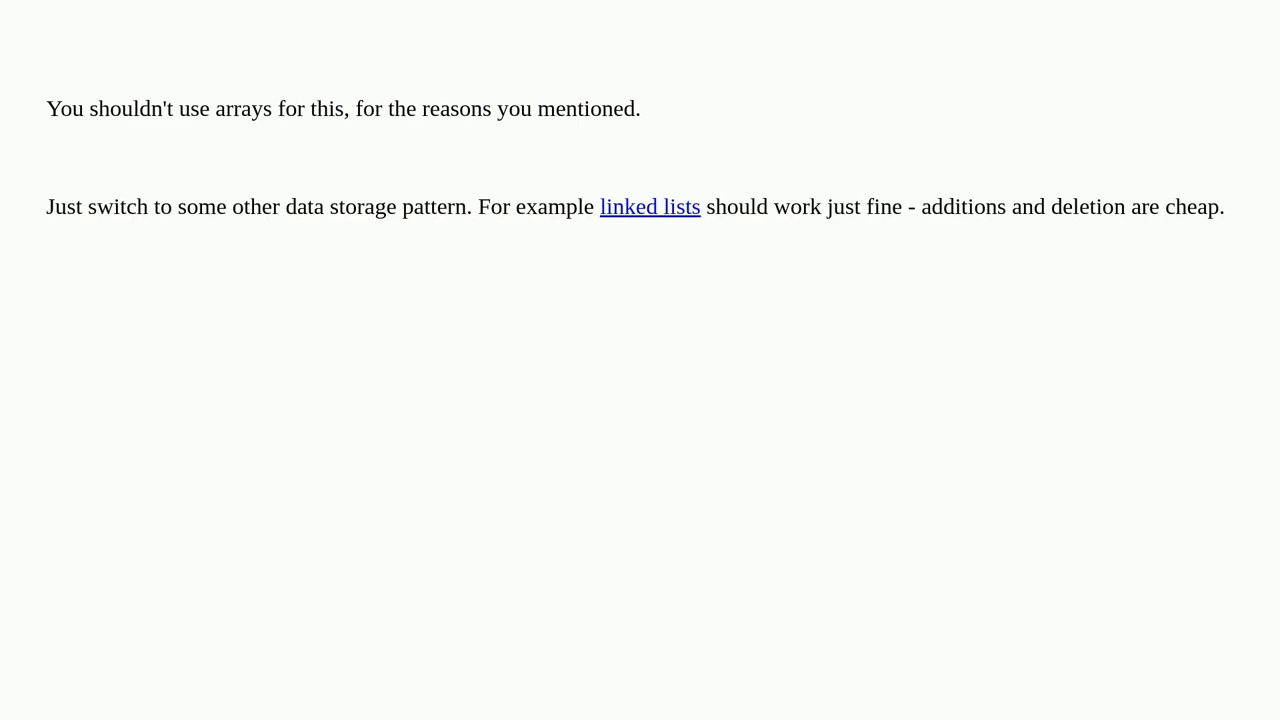 You shouldn't use arrays for this, for the reasons you mentioned.
Just switch to some other data storage pattern. For example linked lists should work just fine - additions and deletion are cheap.